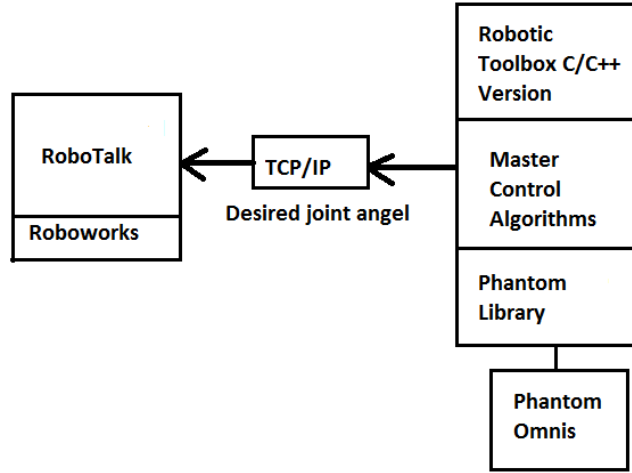 RoboTalk
Roboworks
TCP/IP
Desired joint angel
Robotic
Toolbox C/C++
Version
Master
Control
Algorithms
Phantom
Library
Phantom
Omnis